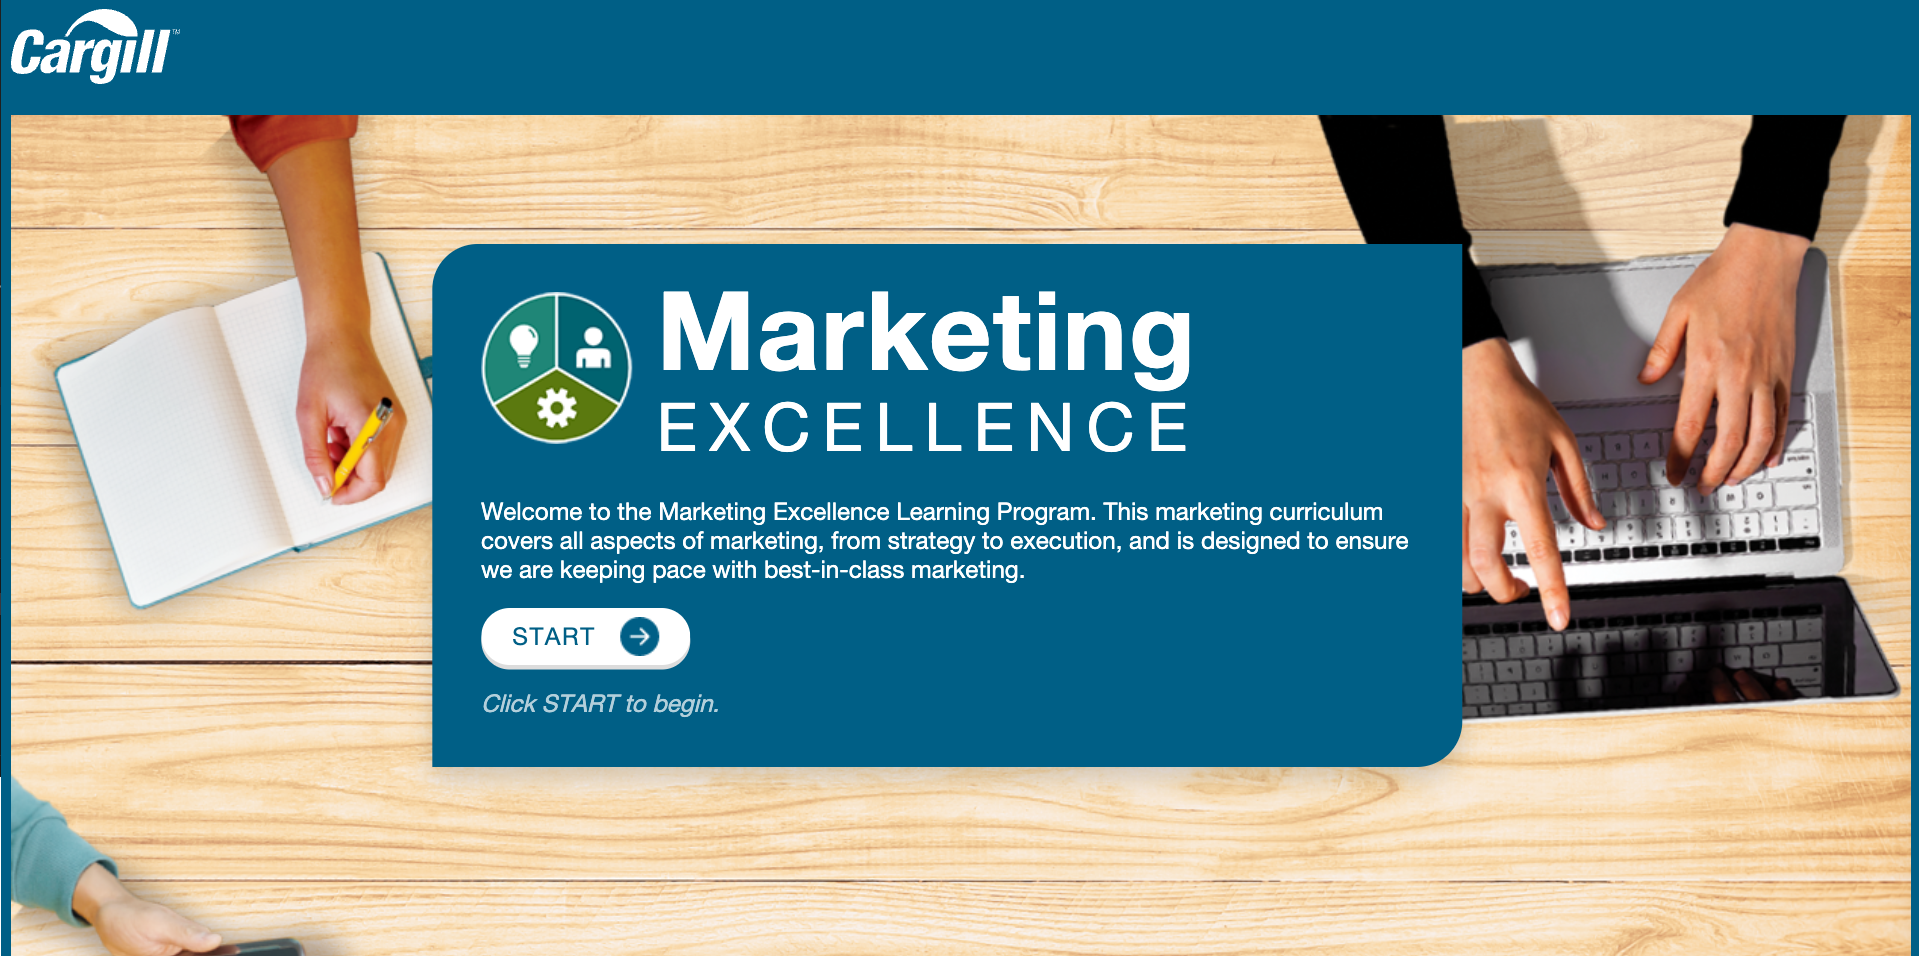 Cargill™
Marketing
EXCELLENCE
Welcome to the Marketing Excellence Learning Program. This marketing curriculum
covers all aspects of marketing, from strategy to execution, and is designed to ensure
we are keeping pace with best-in-class marketing.
START
Click START to begin.